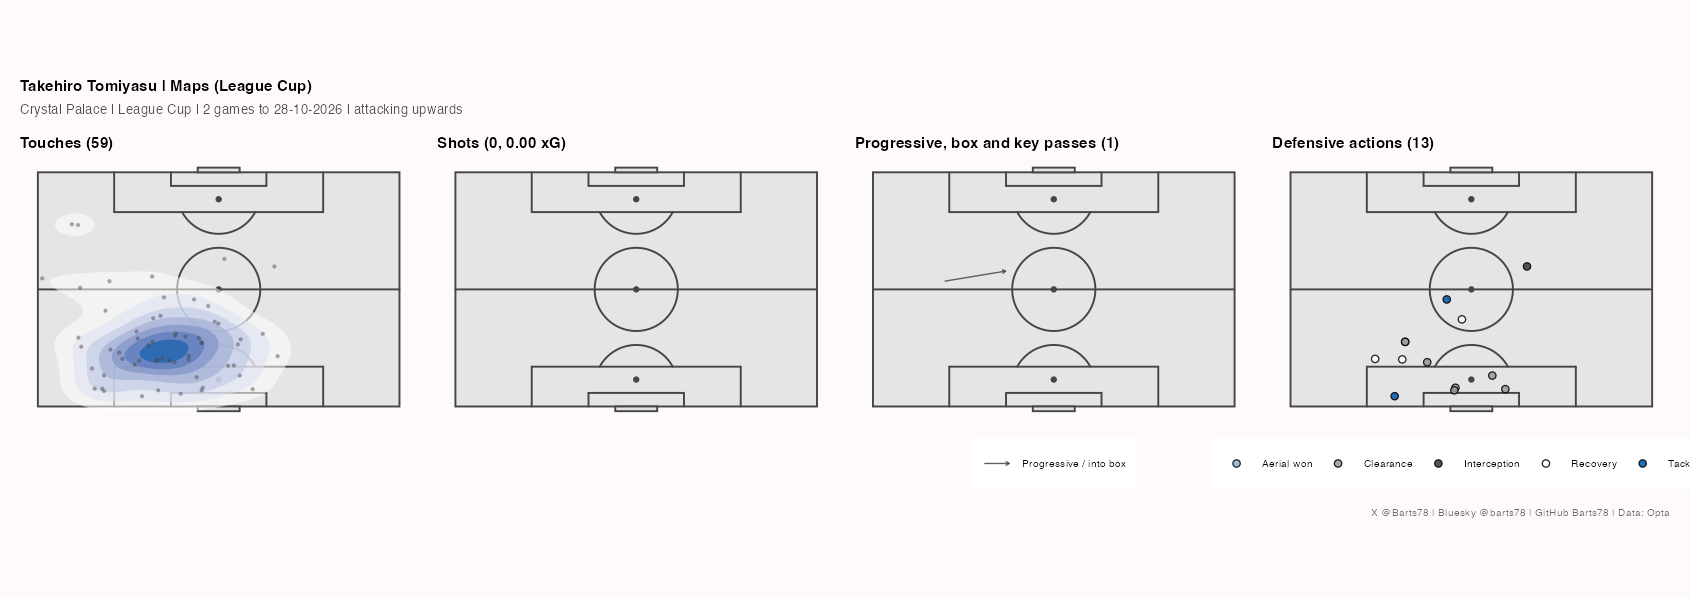 Takehiro Tomiyasu | Maps (League Cup)
Crystal Palace | League Cup | 2 games to 28-10-2026 | attacking upwards
Touches (59)
Shots (0, 0.00 xG)
Progressive, box and key passes (1)
Defensive actions (13)
Progressive / into box
Aerial won
Clearance
Interception
Recovery
Tack
X @Barts78 | Bluesky @barts78 | GitHub Barts78 | Data: Opta